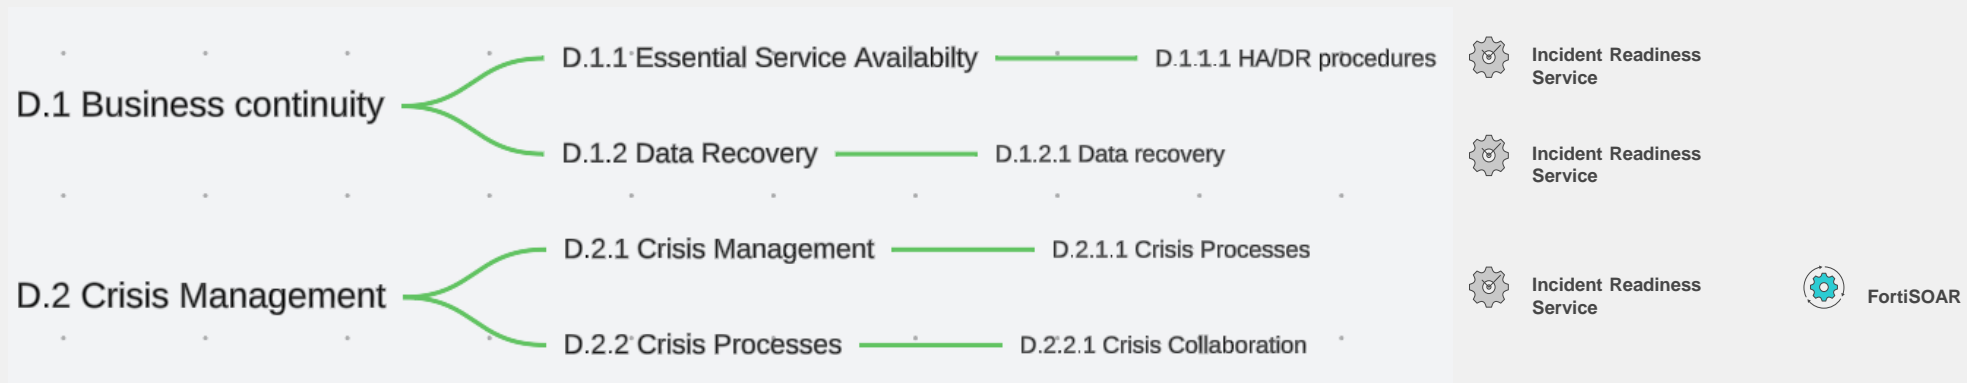 D.1 Business continuity
D.1.1 Essential Service Availabilty
D.1.1.1 HA/DR procedures
Incident Readiness
Service
D.1.2 Data Recovery
D.1.2.1 Data recovery
Incident Readiness
Service
D.2 Crisis Management
D.2.1 Crisis Management
D.2.1.1 Crisis Processes
Incident Readiness
Service
FortiSOAR
D.2.2 Crisis Processes
D.2.2.1 Crisis Collaboration